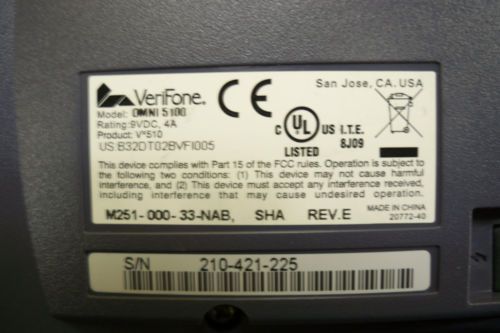 VeriFone.
CE
San Jose, CA. USA
Model: OMNI 5100
Rating: 9VDC, 4A
Product: Vx510
US:B32DT02BVFI005
C UL US I.T.E.
LISTED 8J09
This device complies with Part 15 of the FCC rules. Operation is subject to
the following two conditions: (1) This device may not cause harmful
interference, and (2) This device must accept any interference received,
including interference that may cause undesired operation.
M251-000-33-NAB, SHA REV.E
MADE IN CHINA
20772-40
S/N 210-421-225